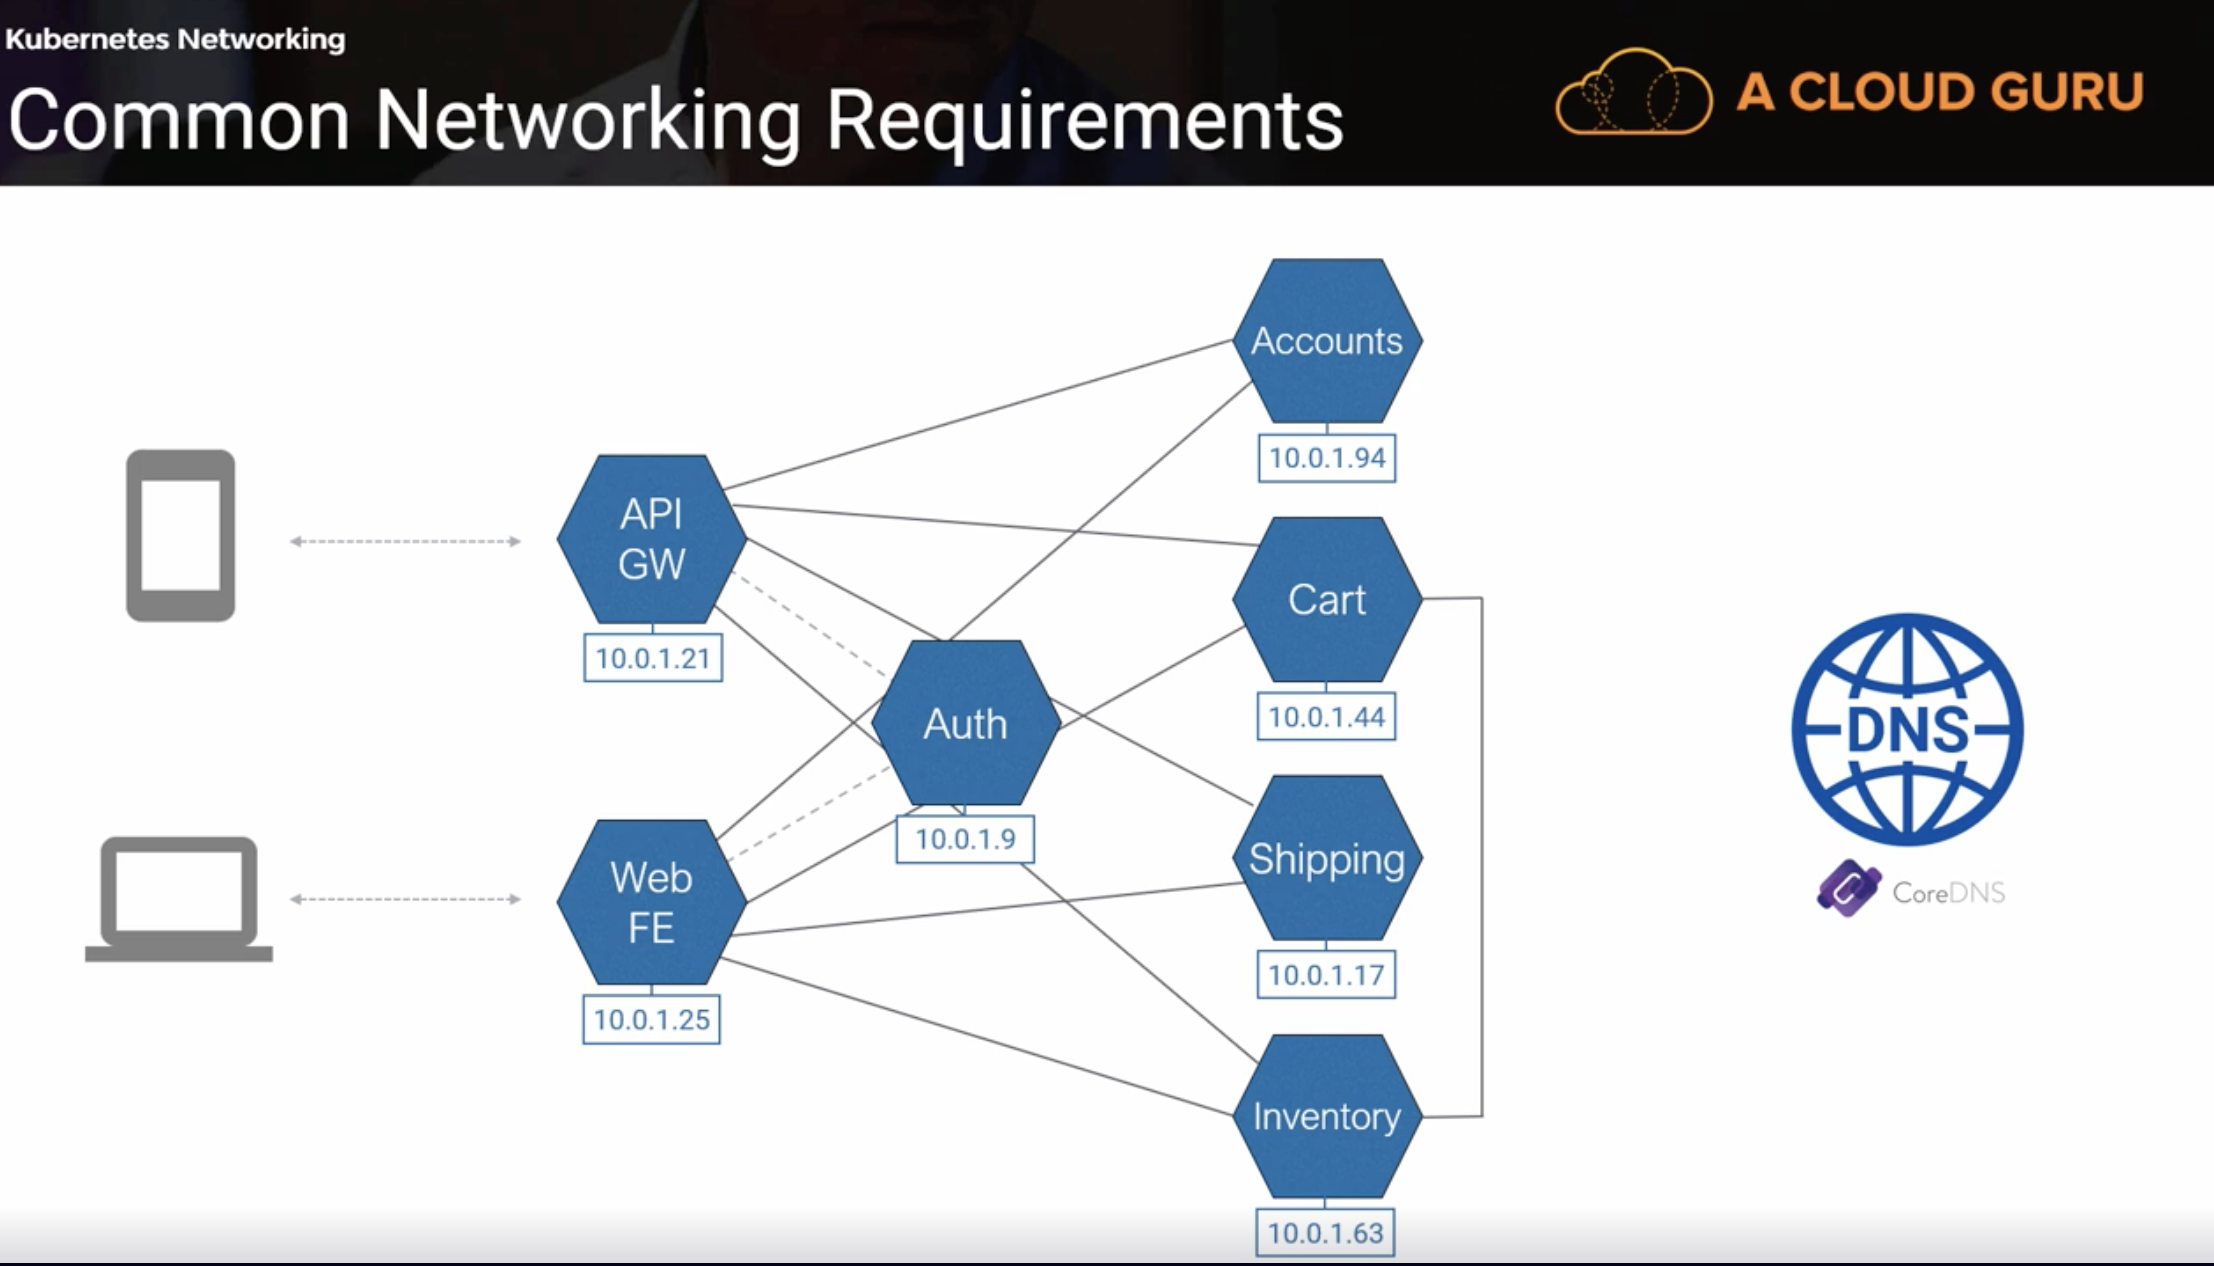 Kubernetes Networking
Common Networking Requirements
A CLOUD GURU
Accounts
10.0.1.94
API
GW
10.0.1.21
Cart
10.0.1.44
Auth
10.0.1.9
DNS
CoreDNS
Web
FE
10.0.1.25
Shipping
10.0.1.17
Inventory
10.0.1.63